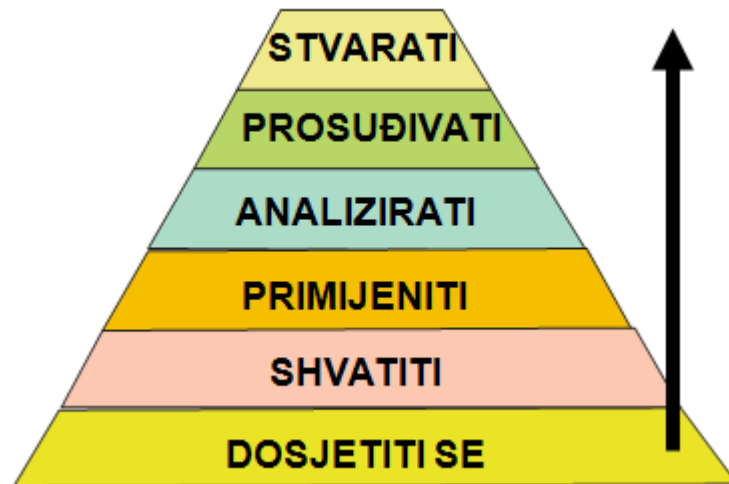 STVARATI
PROSUĐIVATI
ANALIZIRATI
PRIMIJENITI
SHVATITI
DOSJETITI SE